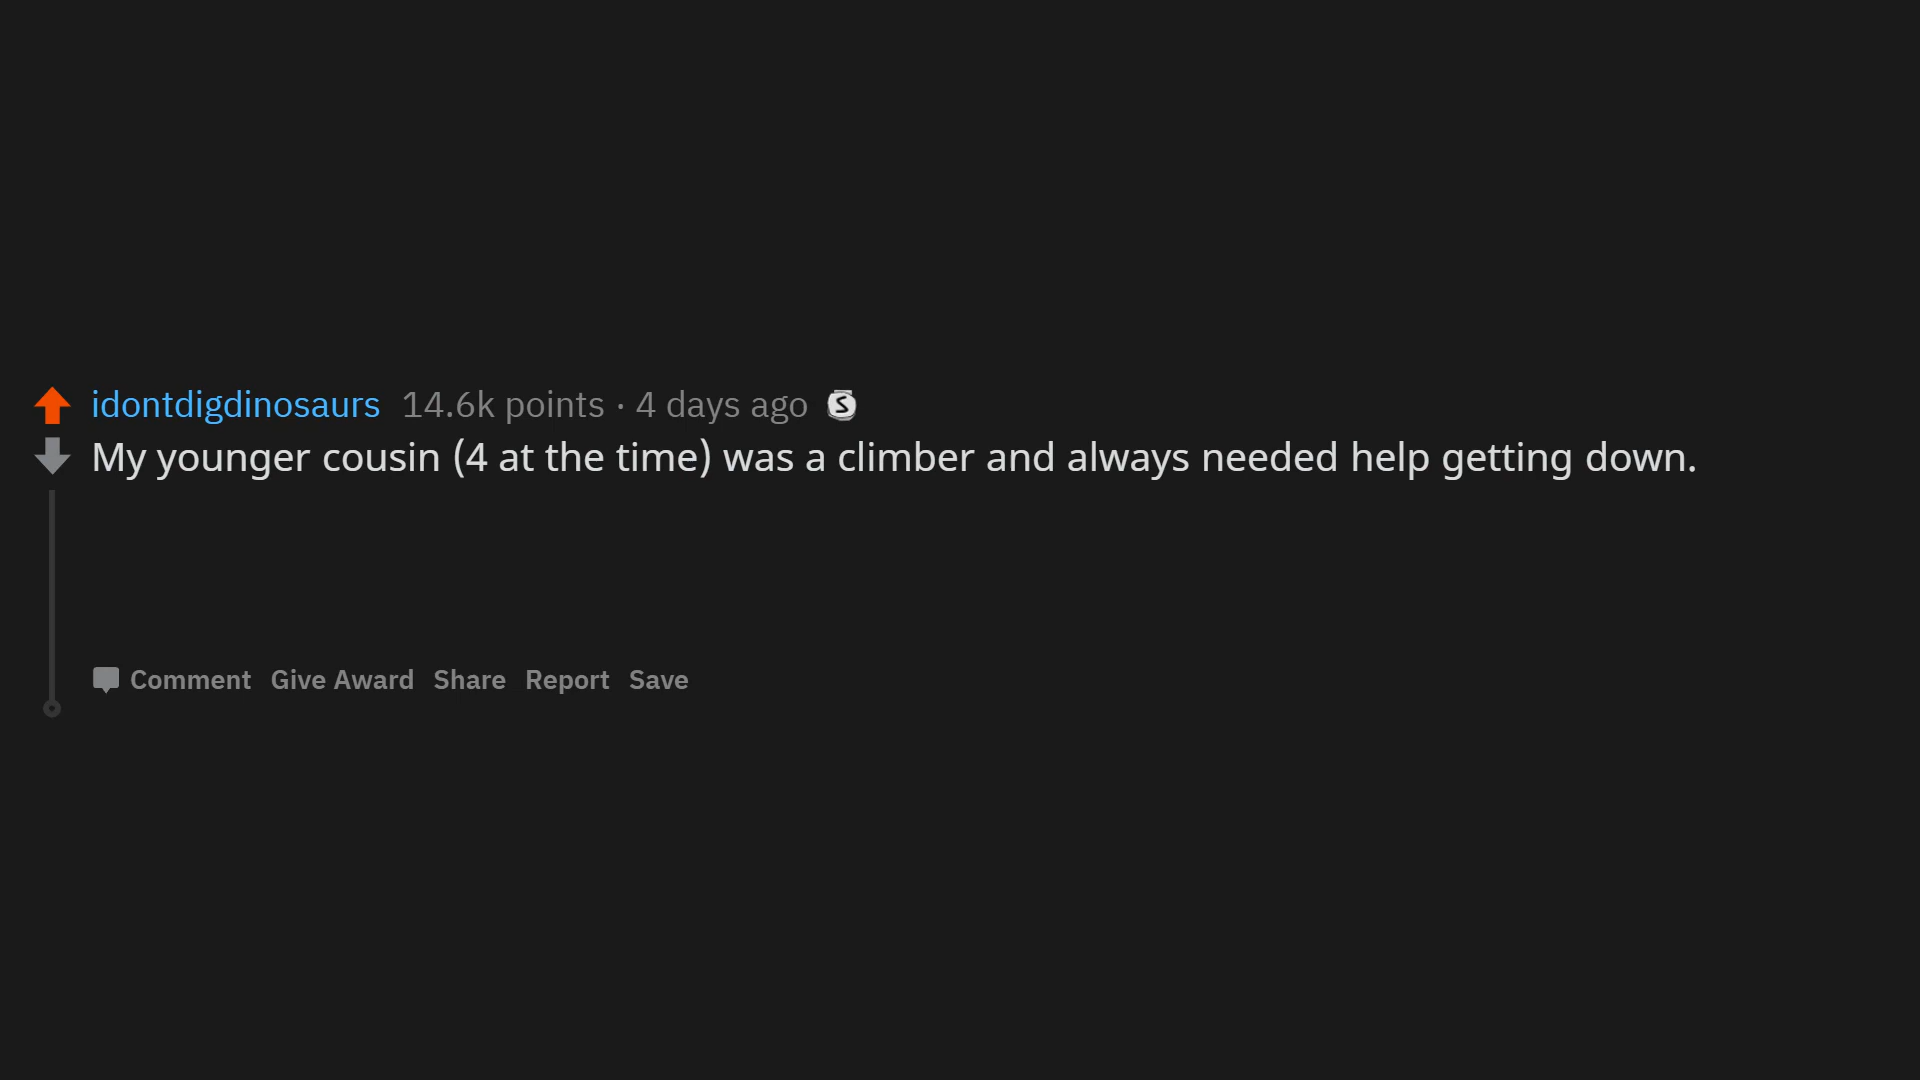 idontdigdinosaurs 14.6k points · 4 days ago S
My younger cousin (4 at the time) was a climber and always needed help getting down.
Comment Give Award Share Report Save